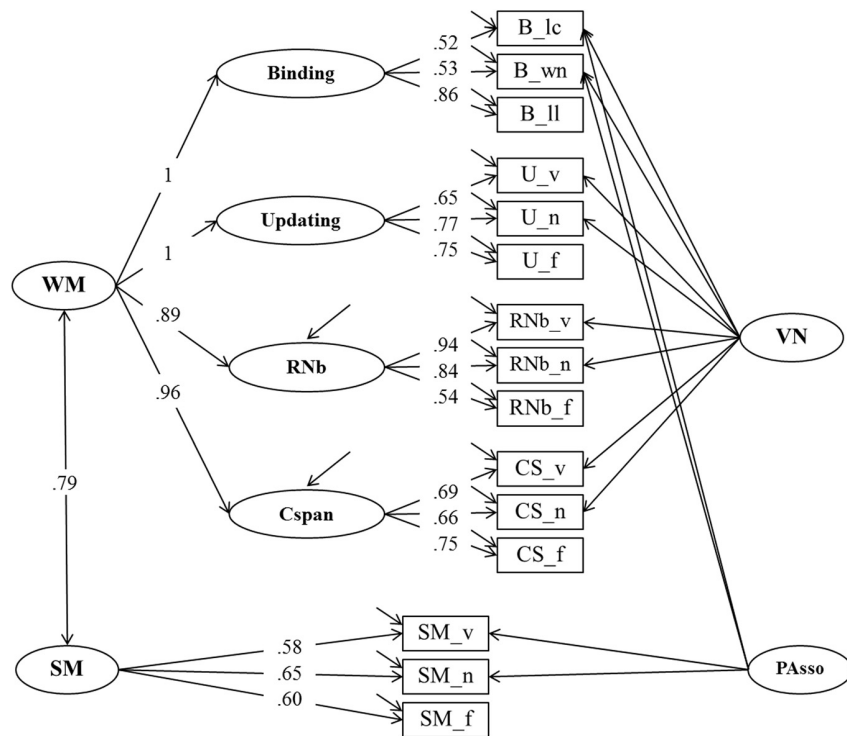 .52
B_lc
Binding
.53
B_wn
.86
B_ll
1
U_v
.65
Updating
U_n
.77
1
.75
U_f
WM
.89
RNb_v
.94
VN
RNb
RNb_n
.84
.96
.54
RNb_f
CS_v
.79
.69
Cspan
CS_n
.66
.75
CS_f
.58
SM_v
SM
.65
SM_n
PAsso
.60
SM_f